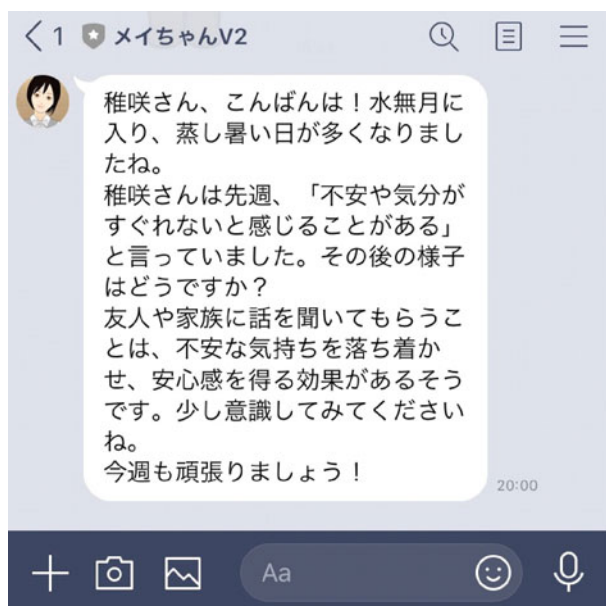 1 メイちゃんV2
稚咲さん、こんばんは！水無月に
入り、蒸し暑い日が多くなりまし
たね。
稚咲さんは先週、「不安や気分が
すぐれないと感じることがある」
と言っていました。その後の様子
はどうですか？
友人や家族に話を聞いてもらうこ
とは、不安な気持ちを落ち着か
せ、安心感を得る効果があるそう
です。少し意識してみてください
ね。
今週も頑張りましょう！
20:00
Aa